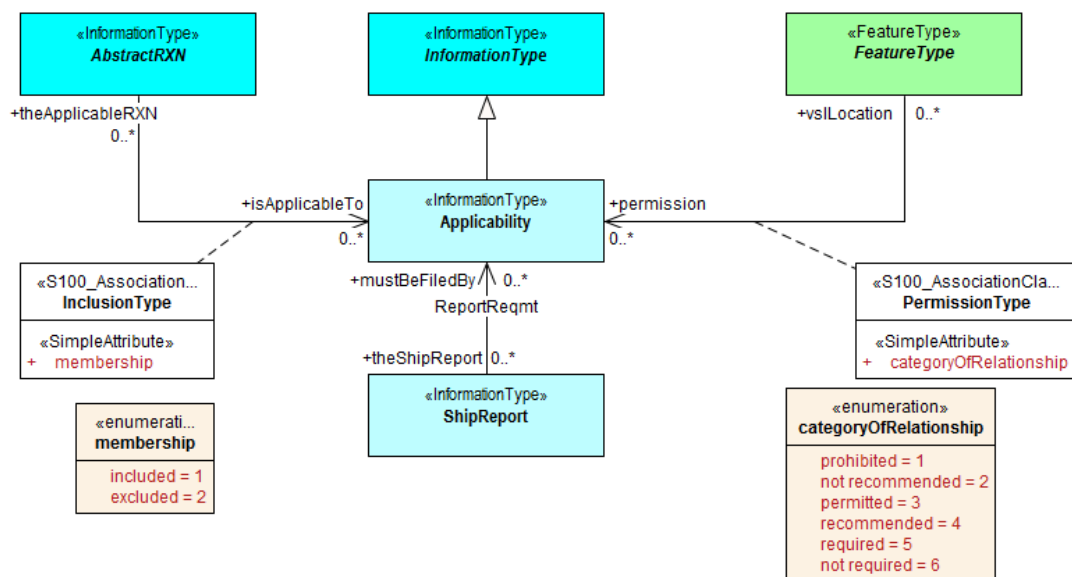 «InformationType»
AbstractRXN
«InformationType»
InformationType
«FeatureType»
FeatureType
+theApplicableRXN
0..*
+vslLocation
0..*
+isApplicableTo
0..*
«InformationType»
Applicability
+permission
0..*
«S100_Association...
InclusionType
«SimpleAttribute»
+ membership
+mustBeFiledBy
0..*
ReportReqmt
+theShipReport
0..*
«S100_AssociationCla...
PermissionType
«SimpleAttribute»
+ categoryOfRelationship
«InformationType»
ShipReport
«enumerati...
membership
included = 1
excluded = 2
«enumeration»
categoryOfRelationship
prohibited = 1
not recommended = 2
permitted = 3
recommended = 4
required = 5
not required = 6